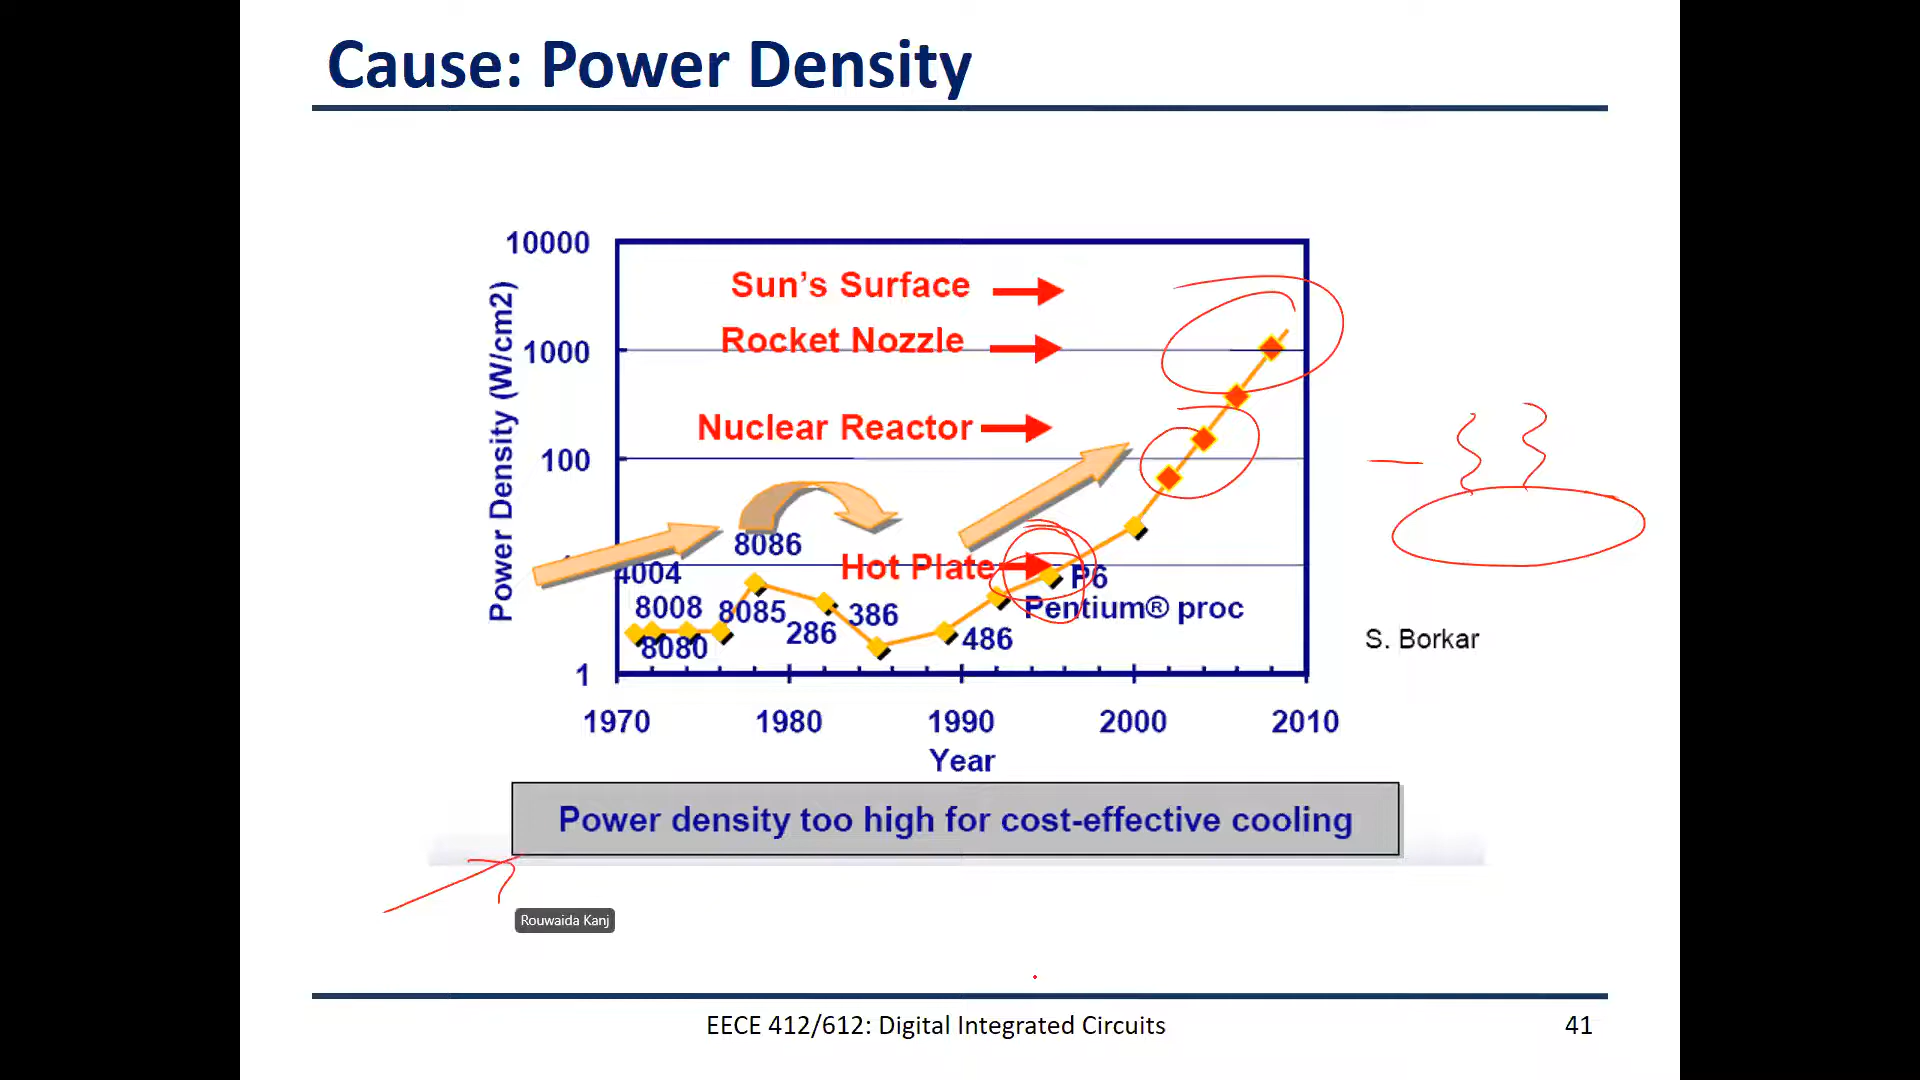 Cause: Power Density
10000
1000
100
1
Power Density (W/cm2)
Sun's Surface
Rocket Nozzle
Nuclear Reactor
Hot Plate
4004
8008
8080
8086
8085
286
386
486
P6
Pentium® proc
S. Borkar
1970 1980 1990 2000 2010
Year
Power density too high for cost-effective cooling
Rouwaida Kanj
EECE 412/612: Digital Integrated Circuits 41